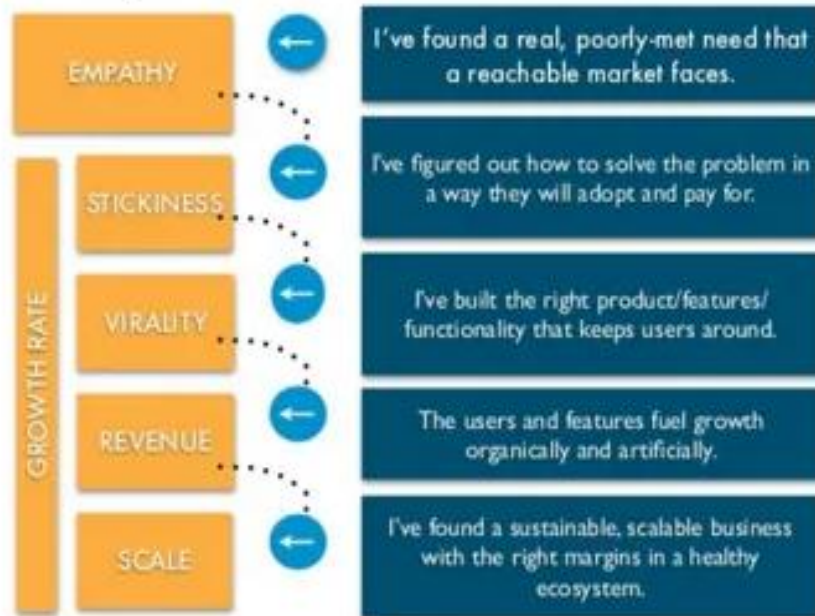 EMPATHY
I've found a real, poorly-met need that
a reachable market faces.
STICKINESS
I've figured out how to solve the problem in
a way they will adopt and pay for.
GROWTH RATE
VIRALITY
I've built the right product/features/
functionality that keeps users around.
REVENUE
The users and features fuel growth
organically and artificially.
SCALE
I've found a sustainable, scalable business
with the right margins in a healthy
ecosystem.